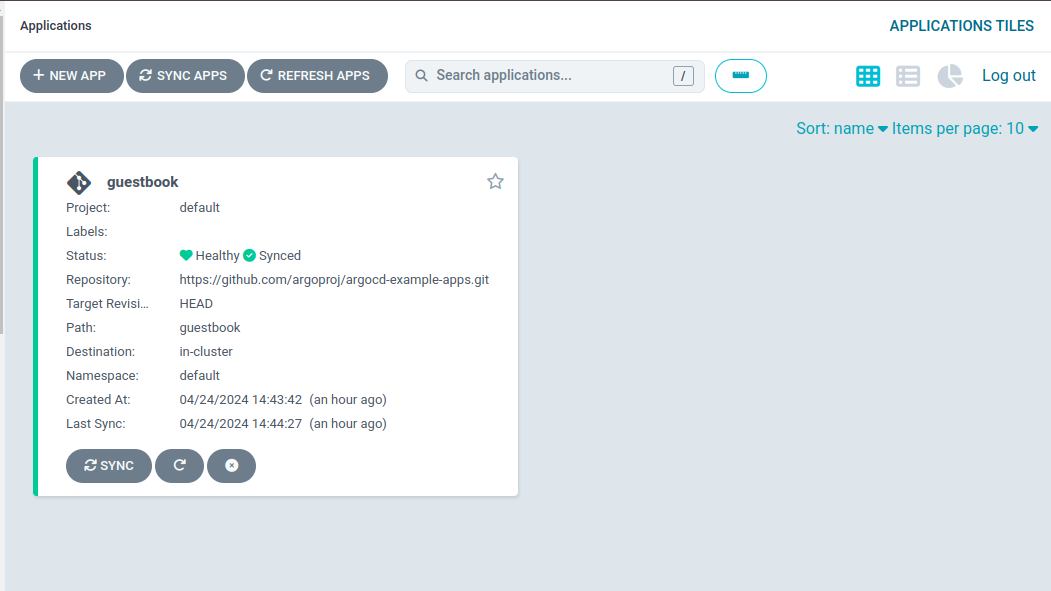 Applications
APPLICATIONS TILES
NEW APP
SYNC APPS
REFRESH APPS
Search applications...
/
Log out
Sort: name
Items per page: 10
guestbook
Project: default
Labels:
Status: Healthy Synced
Repository: https://github.com/argoproj/argocd-example-apps.git
Target Revisi... HEAD
Path: guestbook
Destination: in-cluster
Namespace: default
Created At: 04/24/2024 14:43:42 (an hour ago)
Last Sync: 04/24/2024 14:44:27 (an hour ago)
SYNC